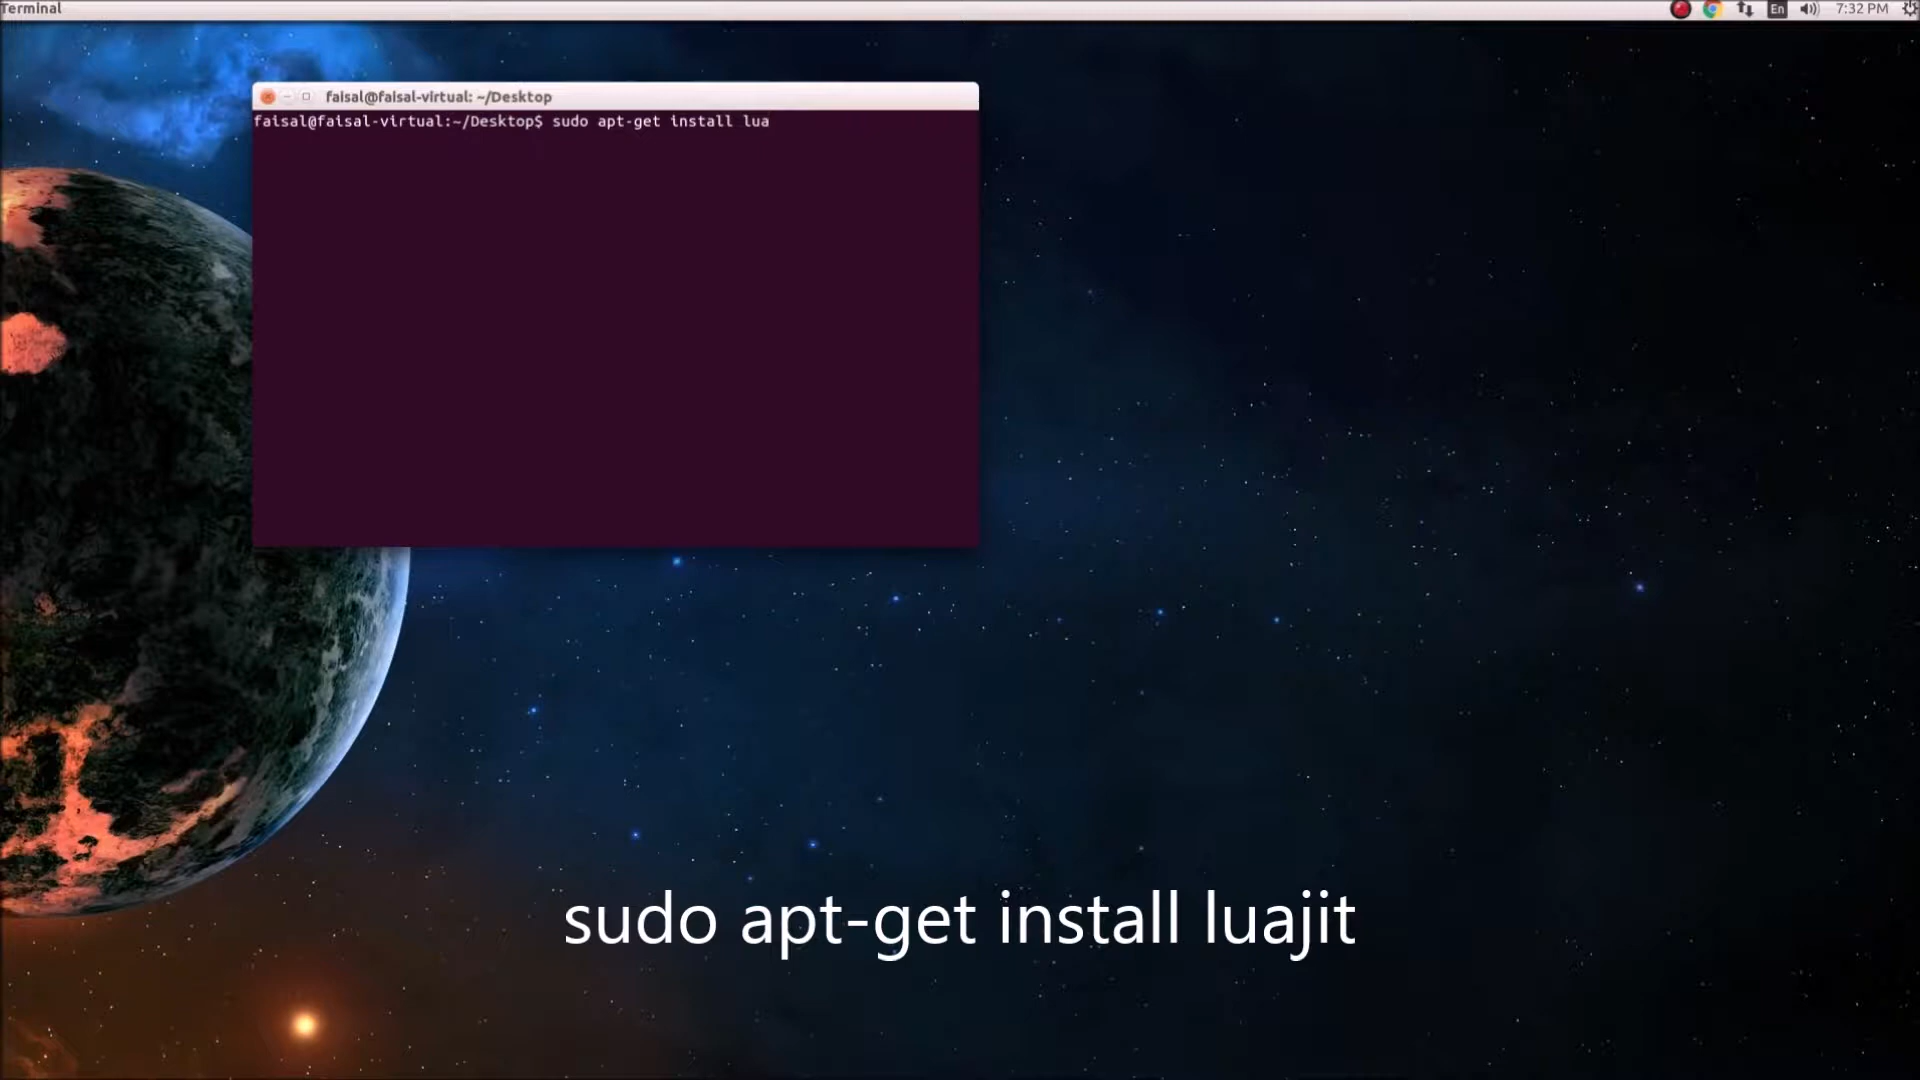 Terminal
En
7:32 PM
faisal@faisal-virtual: ~/Desktop
faisal@faisal-virtual:~/Desktop$ sudo apt-get install lua
sudo apt-get install luajit